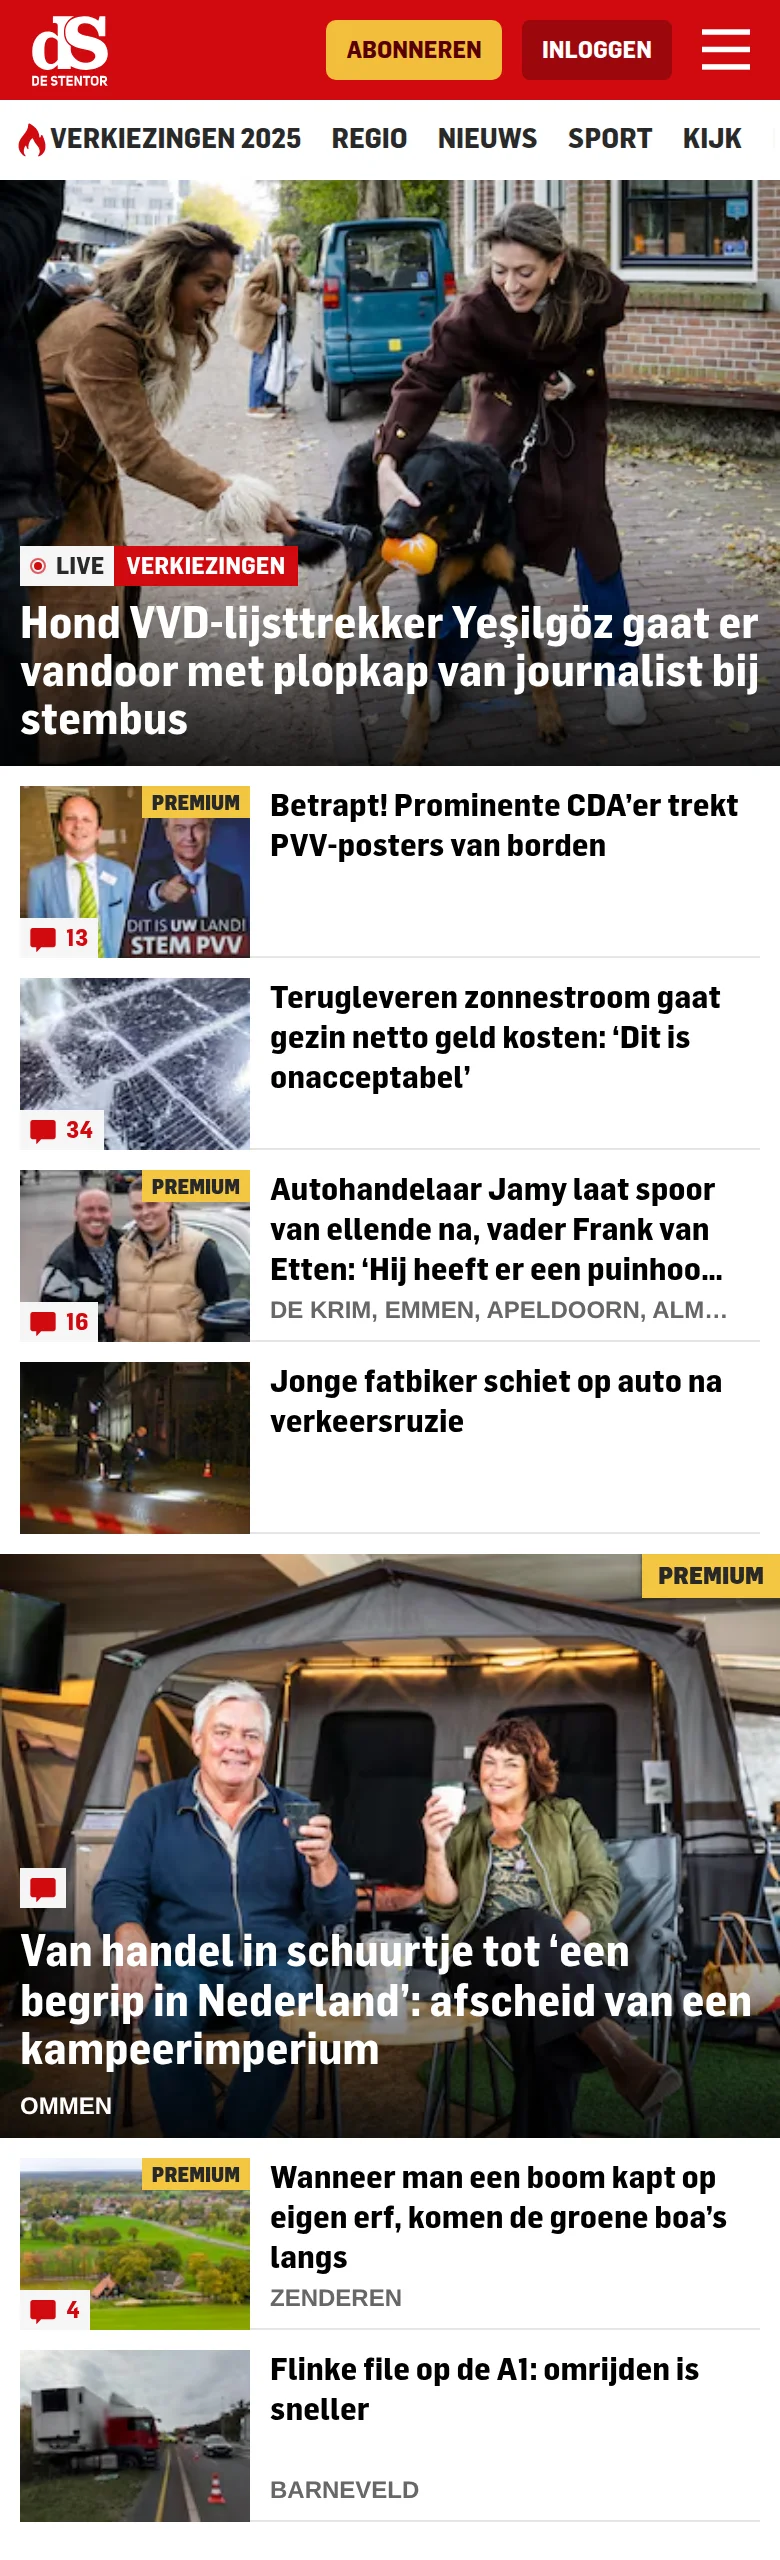 dS
DE STENTOR
ABONNEREN
INLOGGEN
VERKIEZINGEN 2025
REGIO
NIEUWS
SPORT
KIJK
LIVE
VERKIEZINGEN
Hond VVD-lijsttrekker Yeşilgöz gaat er
vandoor met plopkap van journalist bij
stembus
PREMIUM
DIT IS UW LAND!
STEM PVV
13
Betrapt! Prominente CDA’er trekt
PVV-posters van borden
34
Terugleveren zonnestroom gaat
gezin netto geld kosten: ‘Dit is
onacceptabel’
PREMIUM
16
Autohandelaar Jamy laat spoor
van ellende na, vader Frank van
Etten: ‘Hij heeft er een puinhoo...
DE KRIM, EMMEN, APELDOORN, ALM...
Jonge fatbiker schiet op auto na
verkeersruzie
PREMIUM
Van handel in schuurtje tot ‘een
begrip in Nederland’: afscheid van een
kampeerimperium
OMMEN
PREMIUM
4
Wanneer man een boom kapt op
eigen erf, komen de groene boa’s
langs
ZENDEREN
Flinke file op de A1: omrijden is
sneller
BARNEVELD